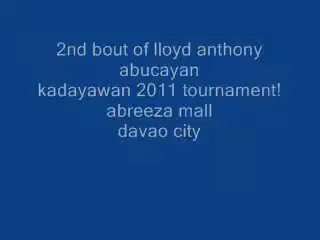 2nd bout of lloyd anthony
abucayan
kadayawan 2011 tournament!
abreeza mall
davao city